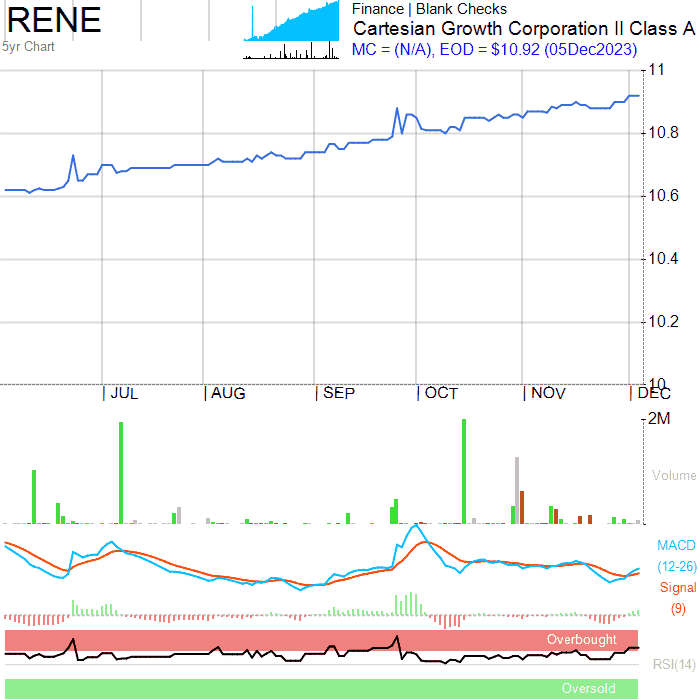 RENE
5yr Chart
Finance | Blank Checks
Cartesian Growth Corporation II Class A
MC = (N/A), EOD = $10.92 (05Dec2023)
11
10.8
10.6
10.4
10.2
10
JUL
AUG
SEP
OCT
NOV
DEC
2M
Volume
MACD
(12-26)
Signal
(9)
Overbought
RSI(14)
Oversold